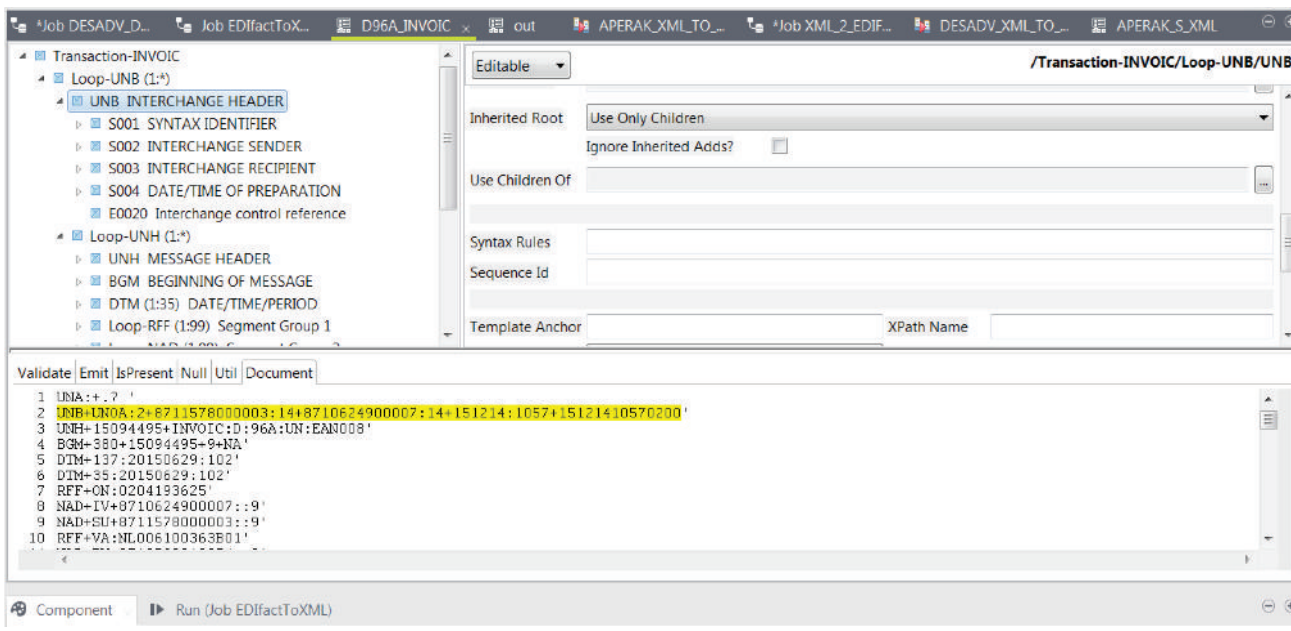 *Job DESADV_D... Job EDIfactToX... D96A_INVOIC out APERAK_XML_TO_... *Job XML_2_EDIF... DESADV_XML_TO_... APERAK_S_XML
Transaction-INVOIC
Loop-UNB (1:*)
UNB INTERCHANGE HEADER
S001 SYNTAX IDENTIFIER
S002 INTERCHANGE SENDER
S003 INTERCHANGE RECIPIENT
S004 DATE/TIME OF PREPARATION
E0020 Interchange control reference
Loop-UNH (1:*)
UNH MESSAGE HEADER
BGM BEGINNING OF MESSAGE
DTM (1:35) DATE/TIME/PERIOD
Loop-RFF (1:99) Segment Group 1
Editable /Transaction-INVOIC/Loop-UNB/UNB
Inherited Root Use Only Children
Ignore Inherited Adds?
Use Children Of ...
Syntax Rules
Sequence Id
Template Anchor XPath Name
Validate Emit IsPresent Null Util Document
1 UNA:+.? '
2 UNB+UNOA:2+8711578000003:14+8710624900007:14+151214:1057+15121410570200'
3 UNH+15094495+INVOIC:D:96A:UN:EAN008'
4 BGM+380+15094495+9+NA'
5 DTM+137:20150629:102'
6 DTM+35:20150629:102'
7 RFF+ON:0204193625'
8 NAD+IV+8710624900007::9'
9 NAD+SU+8711578000003::9'
10 RFF+VA:NL006100363B01'
Component Run (Job EDIfactToXML)